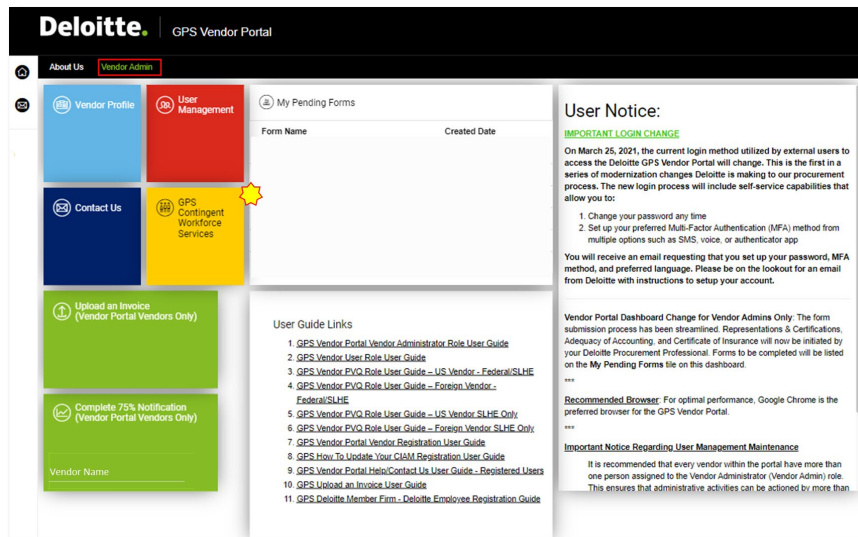 Deloitte.
GPS Vendor Portal
About Us
Vendor Admin
Vendor Profile
User
Management
Contact Us
GPS
Contingent
Workforce
Services
Upload an Invoice
(Vendor Portal Vendors Only)
Complete 75% Notification
(Vendor Portal Vendors Only)
Vendor Name
My Pending Forms
Form Name
Created Date
User Guide Links
1. GPS Vendor Portal Vendor Administrator Role User Guide
2. GPS Vendor User Role User Guide
3. GPS Vendor PVQ Role User Guide – US Vendor - Federal/SLHE
4. GPS Vendor PVQ Role User Guide – Foreign Vendor -
Federal/SLHE
5. GPS Vendor PVQ Role User Guide – US Vendor SLHE Only
6. GPS Vendor PVQ Role User Guide – Foreign Vendor SLHE Only
7. GPS Vendor Portal Vendor Registration User Guide
8. GPS How To Update Your CIAM Registration User Guide
9. GPS Vendor Portal Help/Contact Us User Guide - Registered Users
10. GPS Upload an Invoice User Guide
11. GPS Deloitte Member Firm - Deloitte Employee Registration Guide
User Notice:
IMPORTANT LOGIN CHANGE
On March 25, 2021, the current login method utilized by external users to
access the Deloitte GPS Vendor Portal will change. This is the first in a
series of modernization changes Deloitte is making to our procurement
process. The new login process will include self-service capabilities that
allow you to:
1. Change your password any time
2. Set up your preferred Multi-Factor Authentication (MFA) method from
multiple options such as SMS, voice, or authenticator app
You will receive an email requesting that you set up your password, MFA
method, and preferred language. Please be on the lookout for an email
from Deloitte with instructions to setup your account.
Vendor Portal Dashboard Change for Vendor Admins Only: The form
submission process has been streamlined. Representations & Certifications,
Adequacy of Accounting, and Certificate of Insurance will now be initiated by
your Deloitte Procurement Professional. Forms to be completed will be listed
on the My Pending Forms tile on this dashboard.
***
Recommended Browser: For optimal performance, Google Chrome is the
preferred browser for the GPS Vendor Portal.
***
Important Notice Regarding User Management Maintenance
It is recommended that every vendor within the portal have more than
one person assigned to the Vendor Administrator (Vendor Admin) role.
This ensures that administrative activities can be actioned by more than